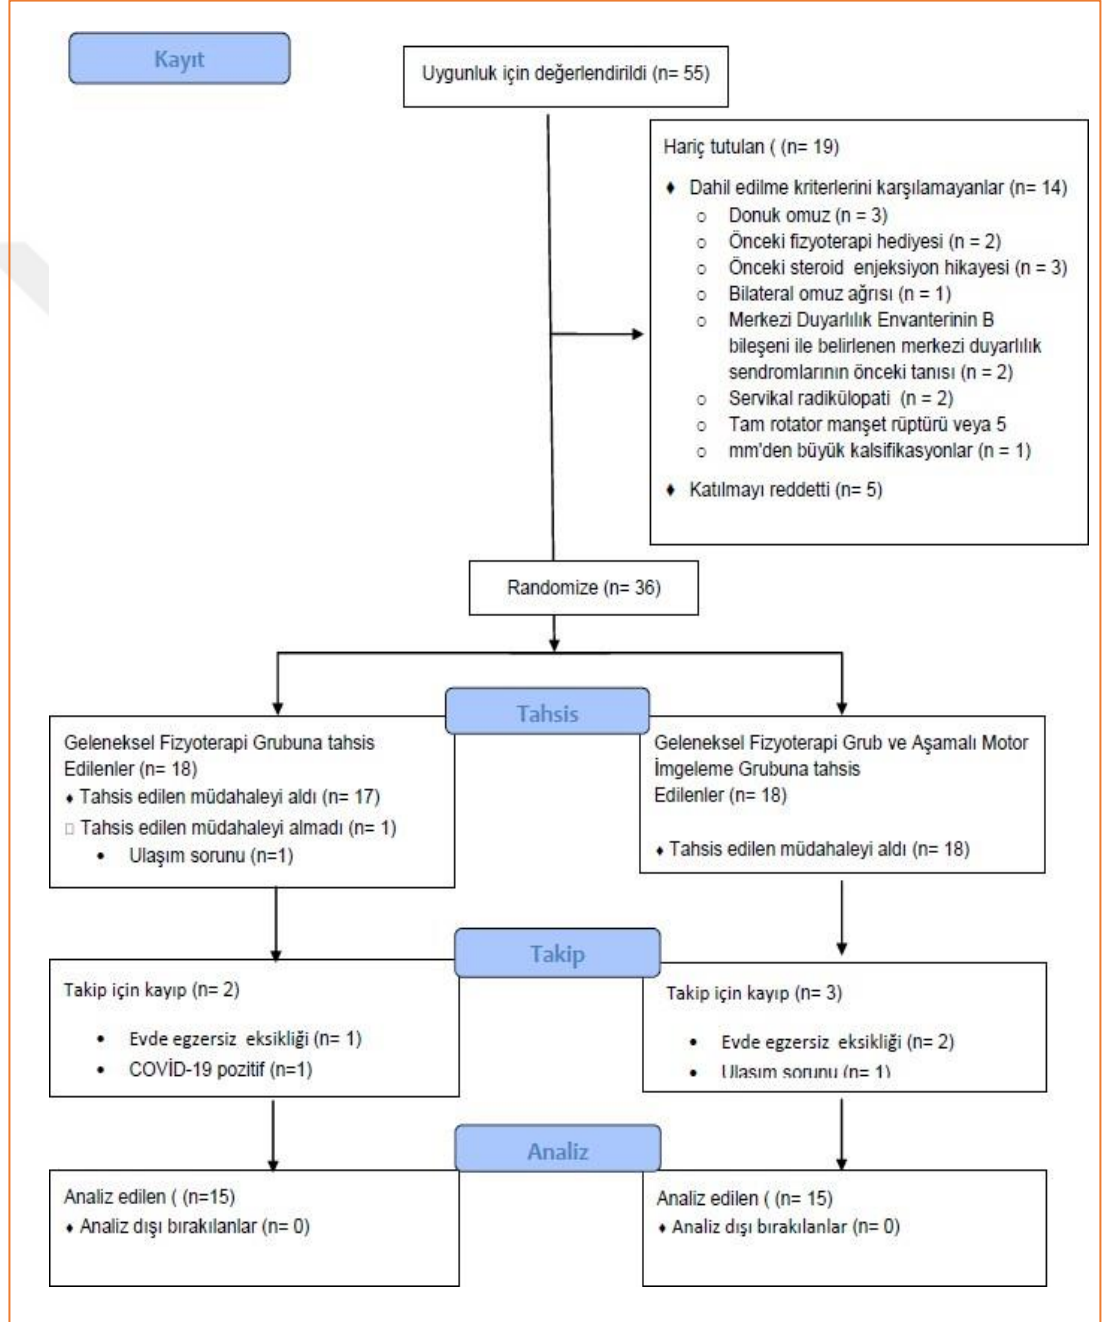 Kayıt
Uygunluk için değerlendirildi (n= 55)
Hariç tutulan ( (n= 19)
♦ Dahil edilme kriterlerini karşılamayanlar (n= 14)
o Donuk omuz (n = 3)
o Önceki fizyoterapi hediyesi (n = 2)
o Önceki steroid enjeksiyon hikayesi (n = 3)
o Bilateral omuz ağrısı (n = 1)
o Merkezi Duyarlılık Envanterinin B
bileşeni ile belirlenen merkezi duyarlılık
sendromlarının önceki tanısı (n = 2)
o Servikal radikülopati (n = 2)
o Tam rotator manşet rüptürü veya 5
o mm'den büyük kalsifikasyonlar (n = 1)
♦ Katılmayı reddetti (n= 5)
Randomize (n= 36)
Tahsis
Geleneksel Fizyoterapi Grubuna tahsis
Edilenler (n= 18)
♦ Tahsis edilen müdahaleyi aldı (n= 17)
□ Tahsis edilen müdahaleyi almadı (n= 1)
• Ulaşım sorunu (n=1)
Geleneksel Fizyoterapi Grub ve Aşamalı Motor
İmgeleme Grubuna tahsis
Edilenler (n= 18)
♦ Tahsis edilen müdahaleyi aldı (n= 18)
Takip
Takip için kayıp (n= 2)
• Evde egzersiz eksikliği (n= 1)
• COVİD-19 pozitif (n=1)
Takip için kayıp (n= 3)
• Evde egzersiz eksikliği (n= 2)
• Ulaşım sorunu (n= 1)
Analiz
Analiz edilen ( (n=15)
♦ Analiz dışı bırakılanlar (n= 0)
Analiz edilen ( (n= 15)
♦ Analiz dışı bırakılanlar (n= 0)